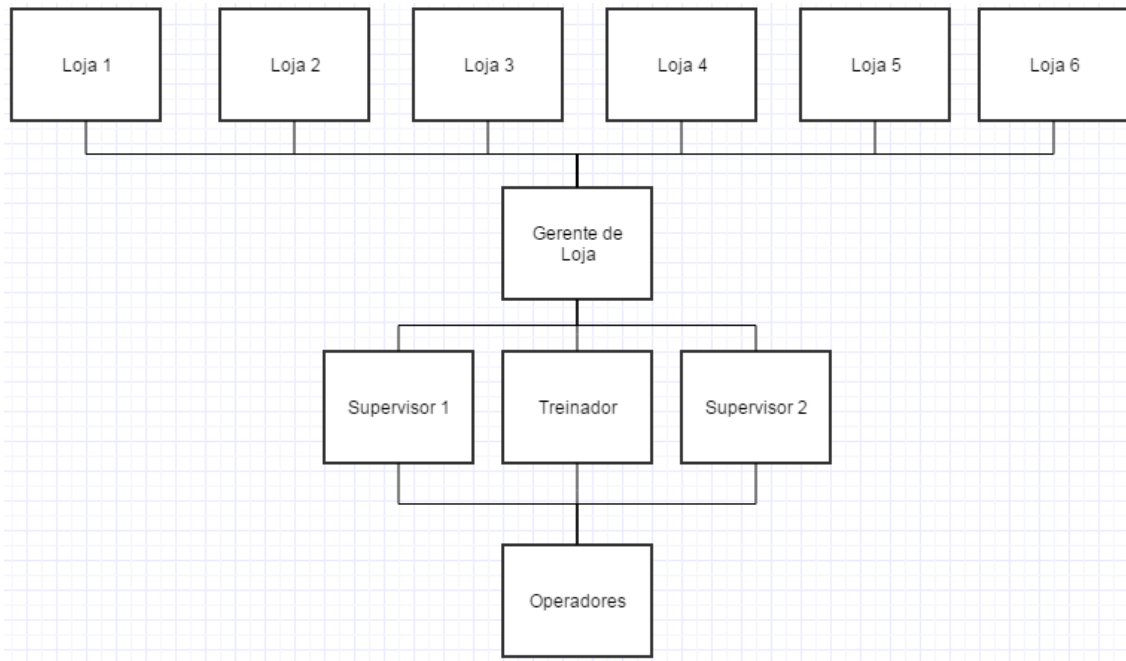 Loja 1
Loja 2
Loja 3
Loja 4
Loja 5
Loja 6
Gerente de
Loja
Supervisor 1
Treinador
Supervisor 2
Operadores